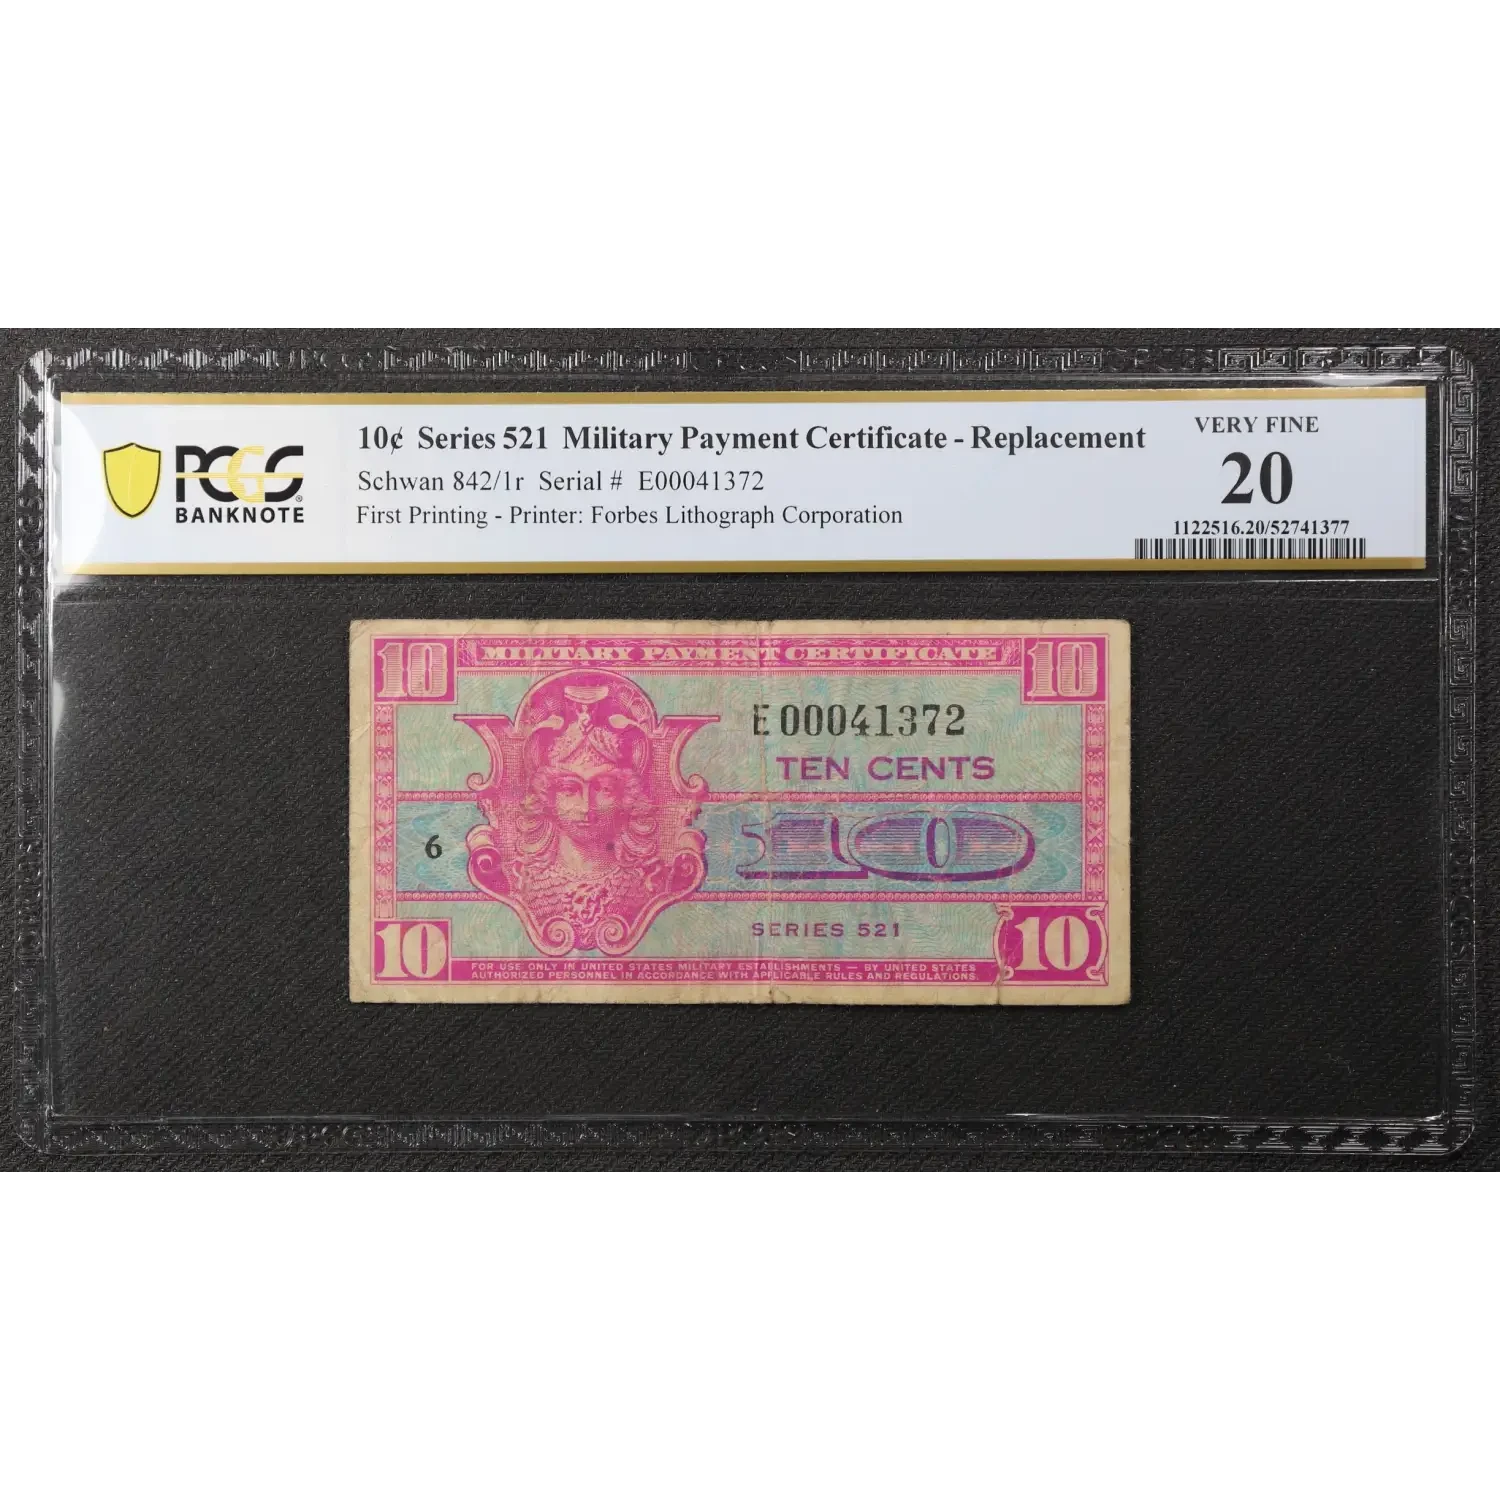 PCGS
BANKNOTE
10¢ Series 521 Military Payment Certificate - Replacement
Schwan 842/1r Serial # E00041372
First Printing - Printer: Forbes Lithograph Corporation
VERY FINE
20
1122516.20/52741377
10 MILITARY PAYMENT CERTIFICATE 10
E00041372
TEN CENTS
6
10
SERIES 521
10 10
FOR USE ONLY IN UNITED STATES MILITARY ESTABLISHMENTS — BY UNITED STATES
AUTHORIZED PERSONNEL IN ACCORDANCE WITH APPLICABLE RULES AND REGULATIONS.